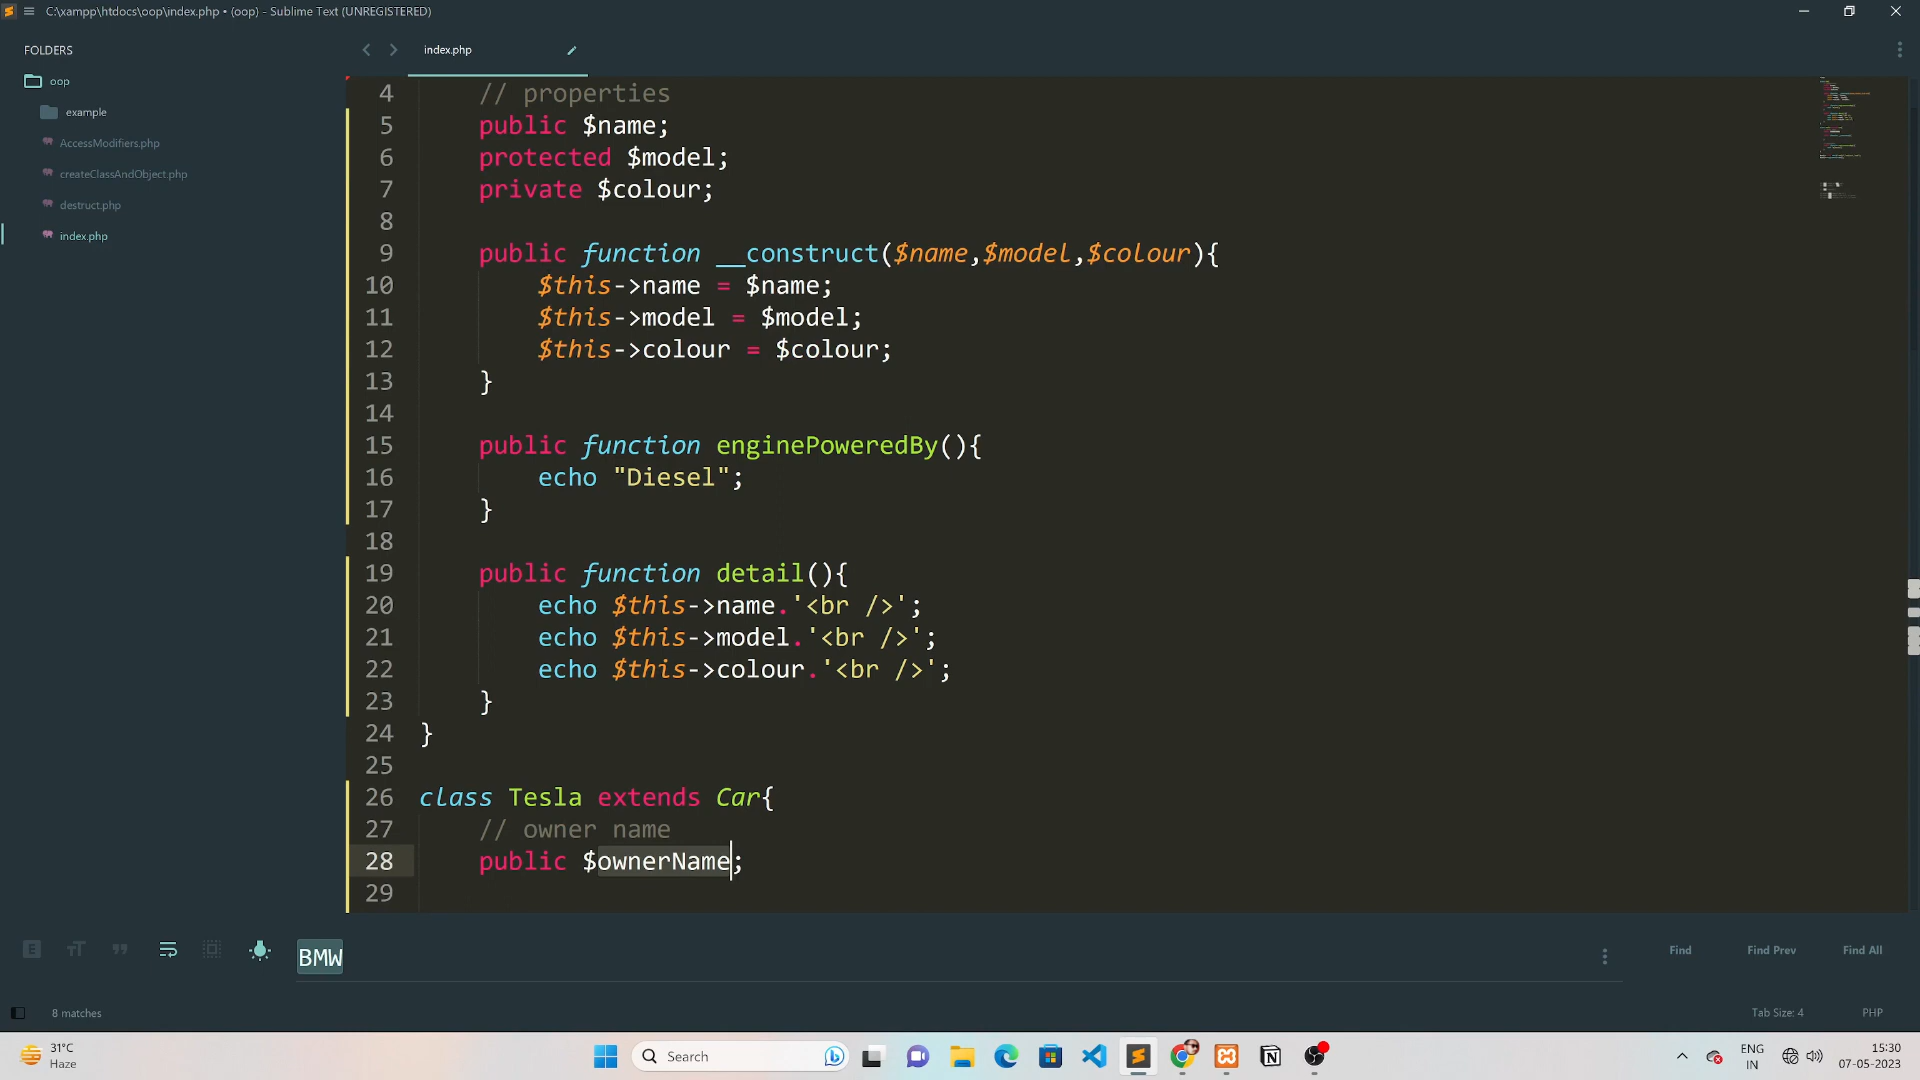 C:\xampp\htdocs\oop\index.php • (oop) - Sublime Text (UNREGISTERED)
FOLDERS
oop
example
AccessModifiers.php
createClassAndObject.php
destruct.php
index.php
index.php
4 // properties
5 public $name;
6 protected $model;
7 private $colour;
8
9 public function __construct($name,$model,$colour){
10 $this->name = $name;
11 $this->model = $model;
12 $this->colour = $colour;
13 }
14
15 public function enginePoweredBy(){
16 echo "Diesel";
17 }
18
19 public function detail(){
20 echo $this->name.'<br />';
21 echo $this->model.'<br />';
22 echo $this->colour.'<br />';
23 }
24 }
25
26 class Tesla extends Car{
27 // owner name
28 public $ownerName;
29
BMW
Find
Find Prev
Find All
8 matches
Tab Size: 4
PHP
31°C
Haze
Search
ENG
IN
15:30
07-05-2023